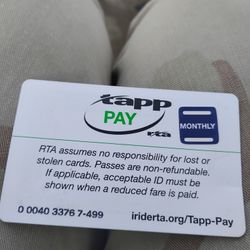 tapp
PAY
rta
MONTHLY
RTA assumes no responsibility for lost or
stolen cards. Passes are non-refundable.
If applicable, acceptable ID must be
shown when a reduced fare is paid.
0 0040 3376 7-499 iriderta.org/Tapp-Pay